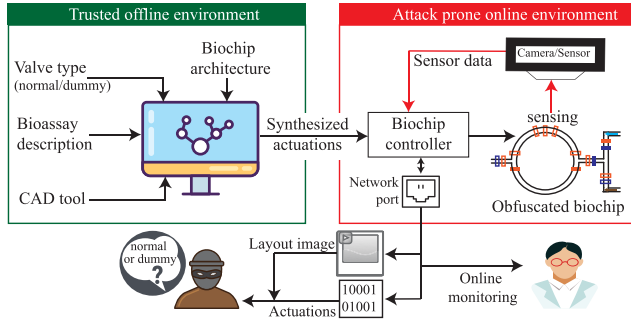 Trusted offline environment
Attack prone online environment
Valve type
(normal/dummy)
Biochip
architecture
Bioassay
description
CAD tool
Synthesized
actuations
Sensor data
Camera/Sensor
Biochip
controller
sensing
Network
port
Obfuscated biochip
normal
or dummy
?
Layout image
Actuations
10001
01001
Online
monitoring